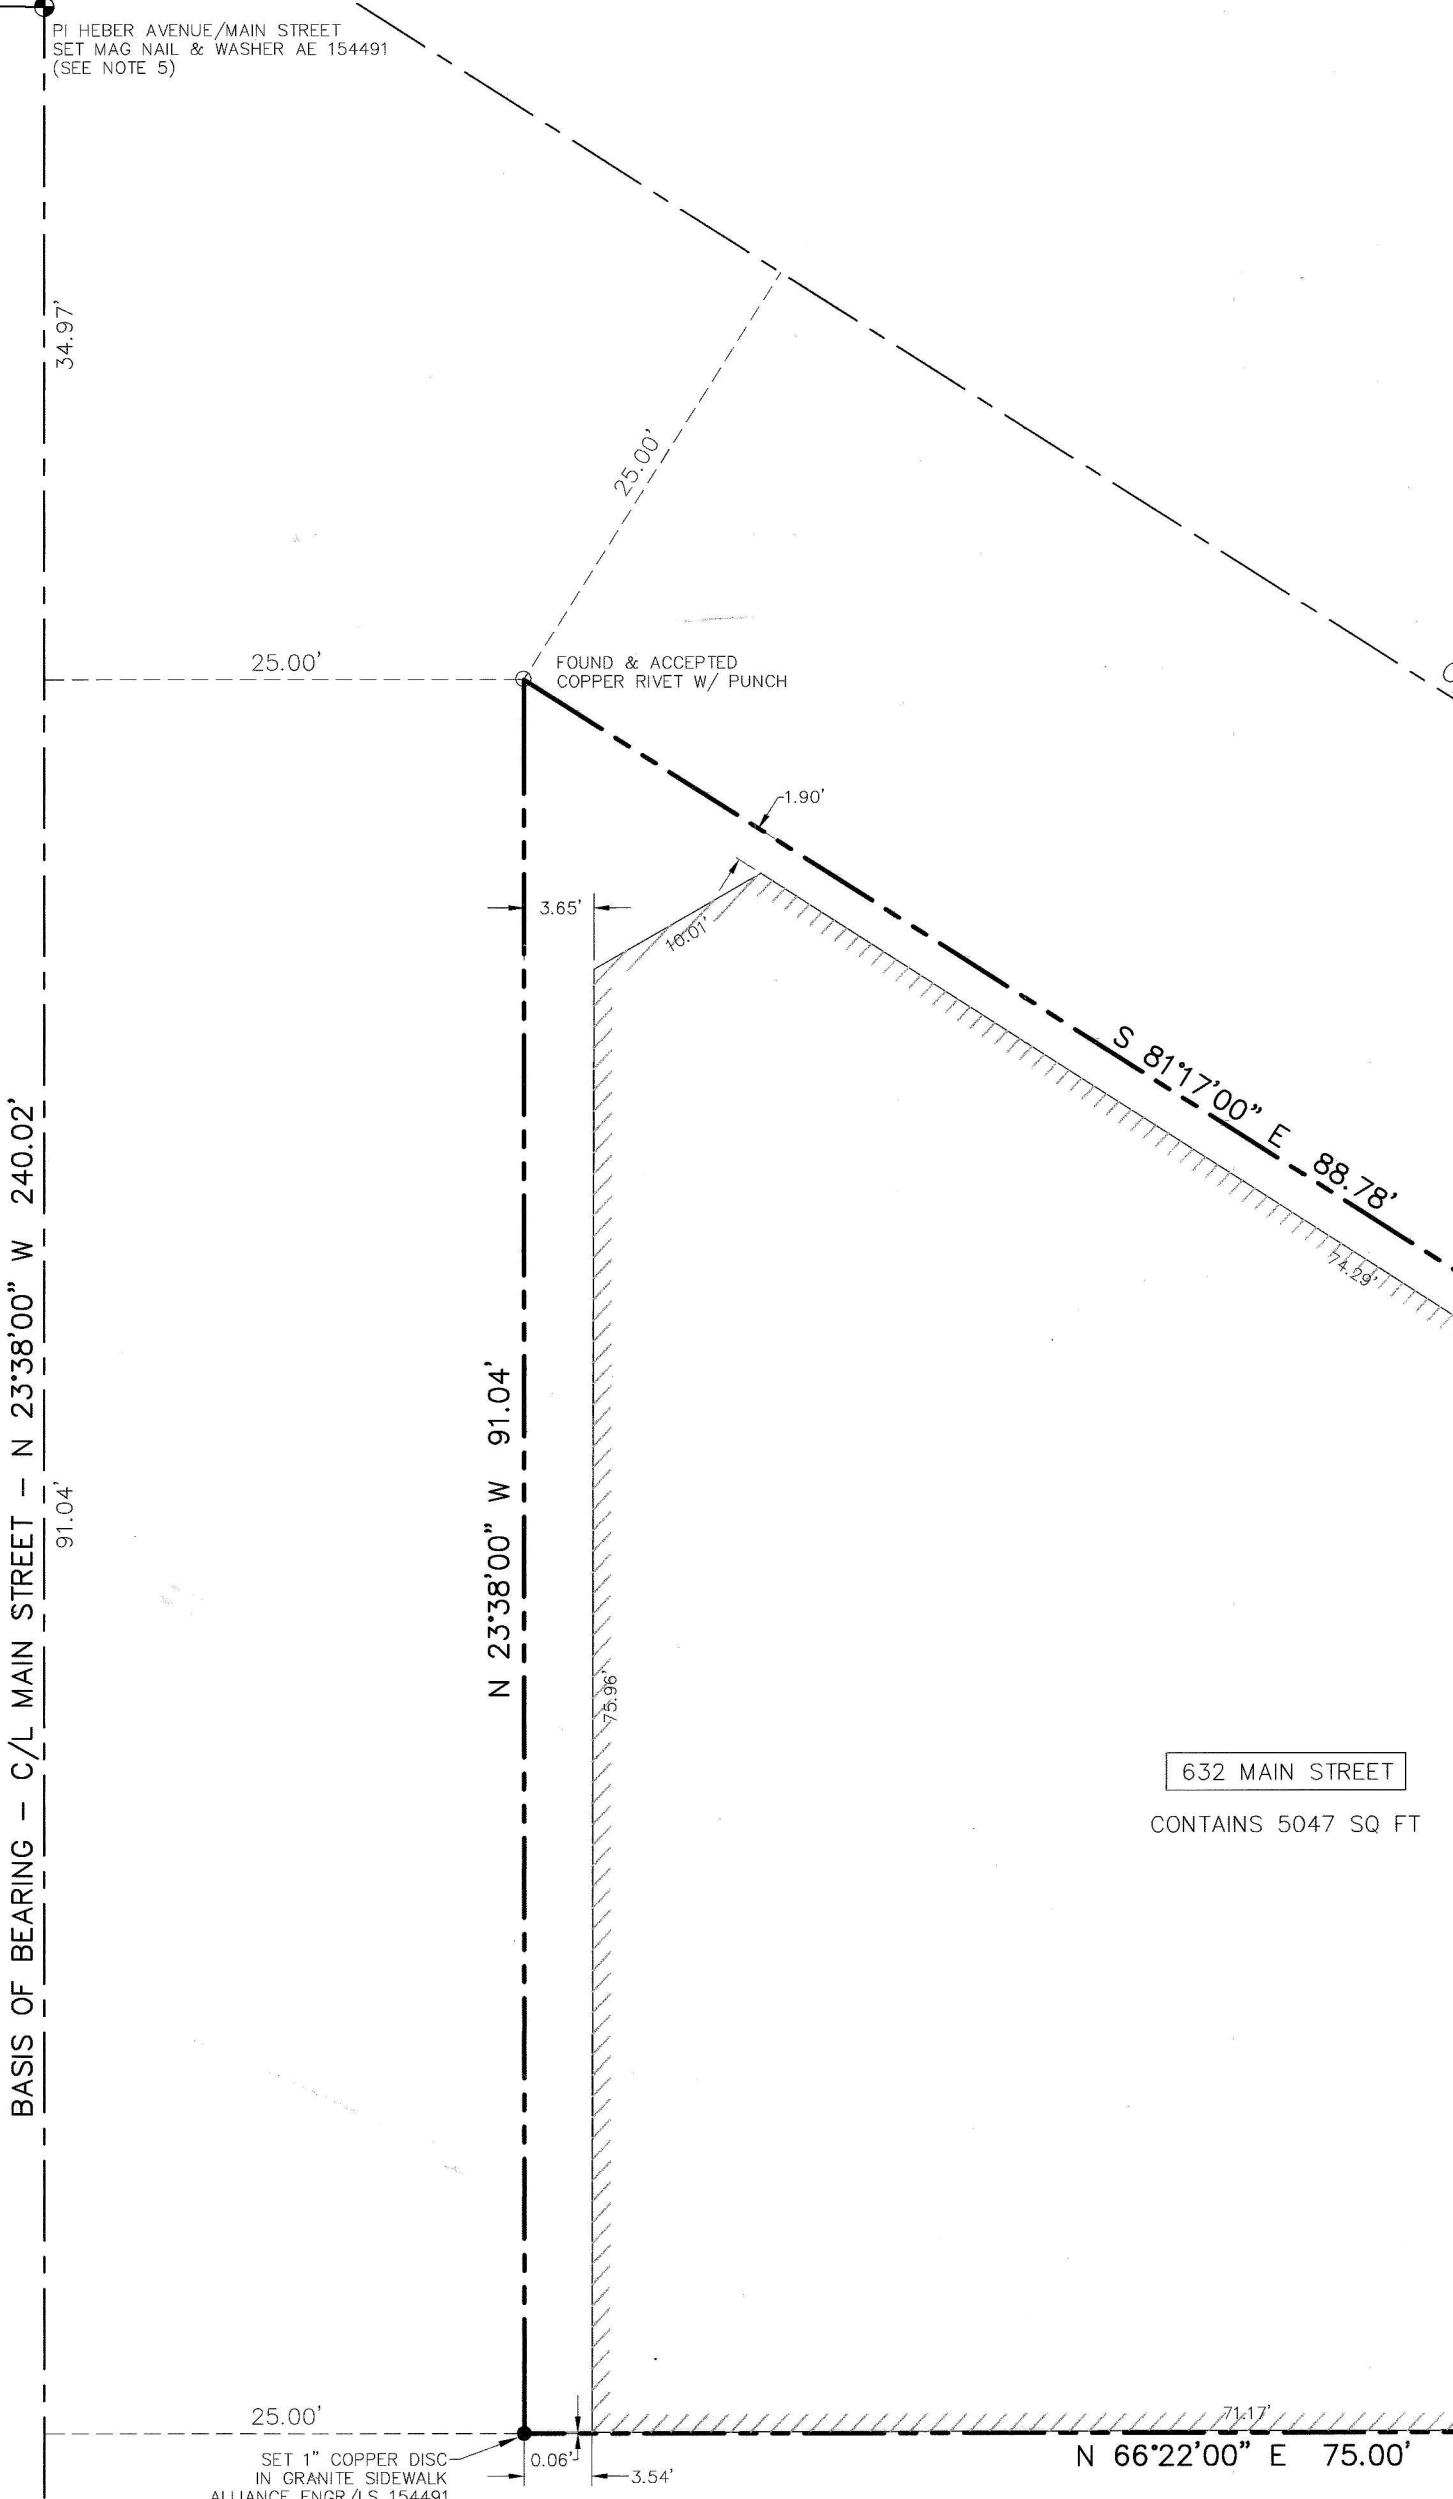 PI HEBER AVENUE/MAIN STREET
SET MAG NAIL & WASHER AE 154491
(SEE NOTE 5)
34.97'
25.00'
25.00'
FOUND & ACCEPTED
COPPER RIVET W/ PUNCH
1.90'
3.65'
10.01'
S 81°17'00" E 88.78'
74.29'
BASIS OF BEARING – C/L MAIN STREET – N 23°38'00" W 240.02'
91.04'
N 23°38'00" W 91.04'
75.96'
632 MAIN STREET
CONTAINS 5047 SQ FT
25.00'
71.17'
SET 1" COPPER DISC
IN GRANITE SIDEWALK
ALLIANCE ENGR/LS 154491
0.06'
3.54'
N 66°22'00" E 75.00'